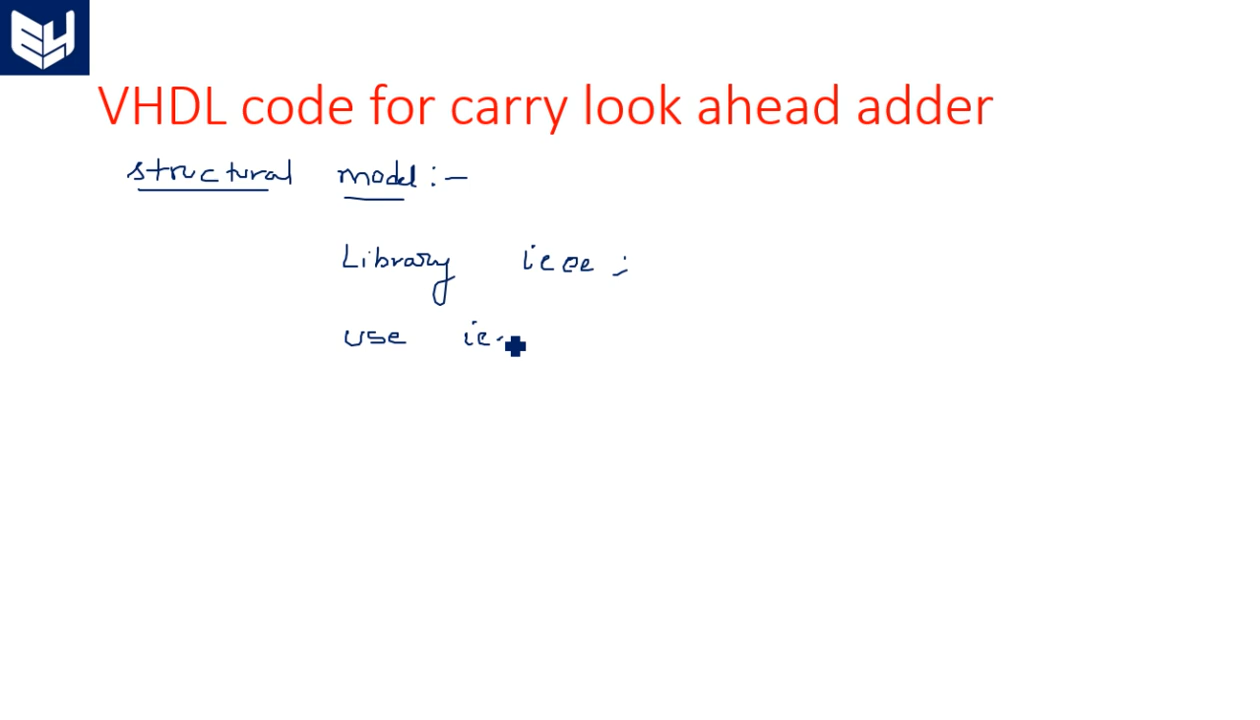 VHDL code for carry look ahead adder
structural model :-
Library ieee ;
use ie